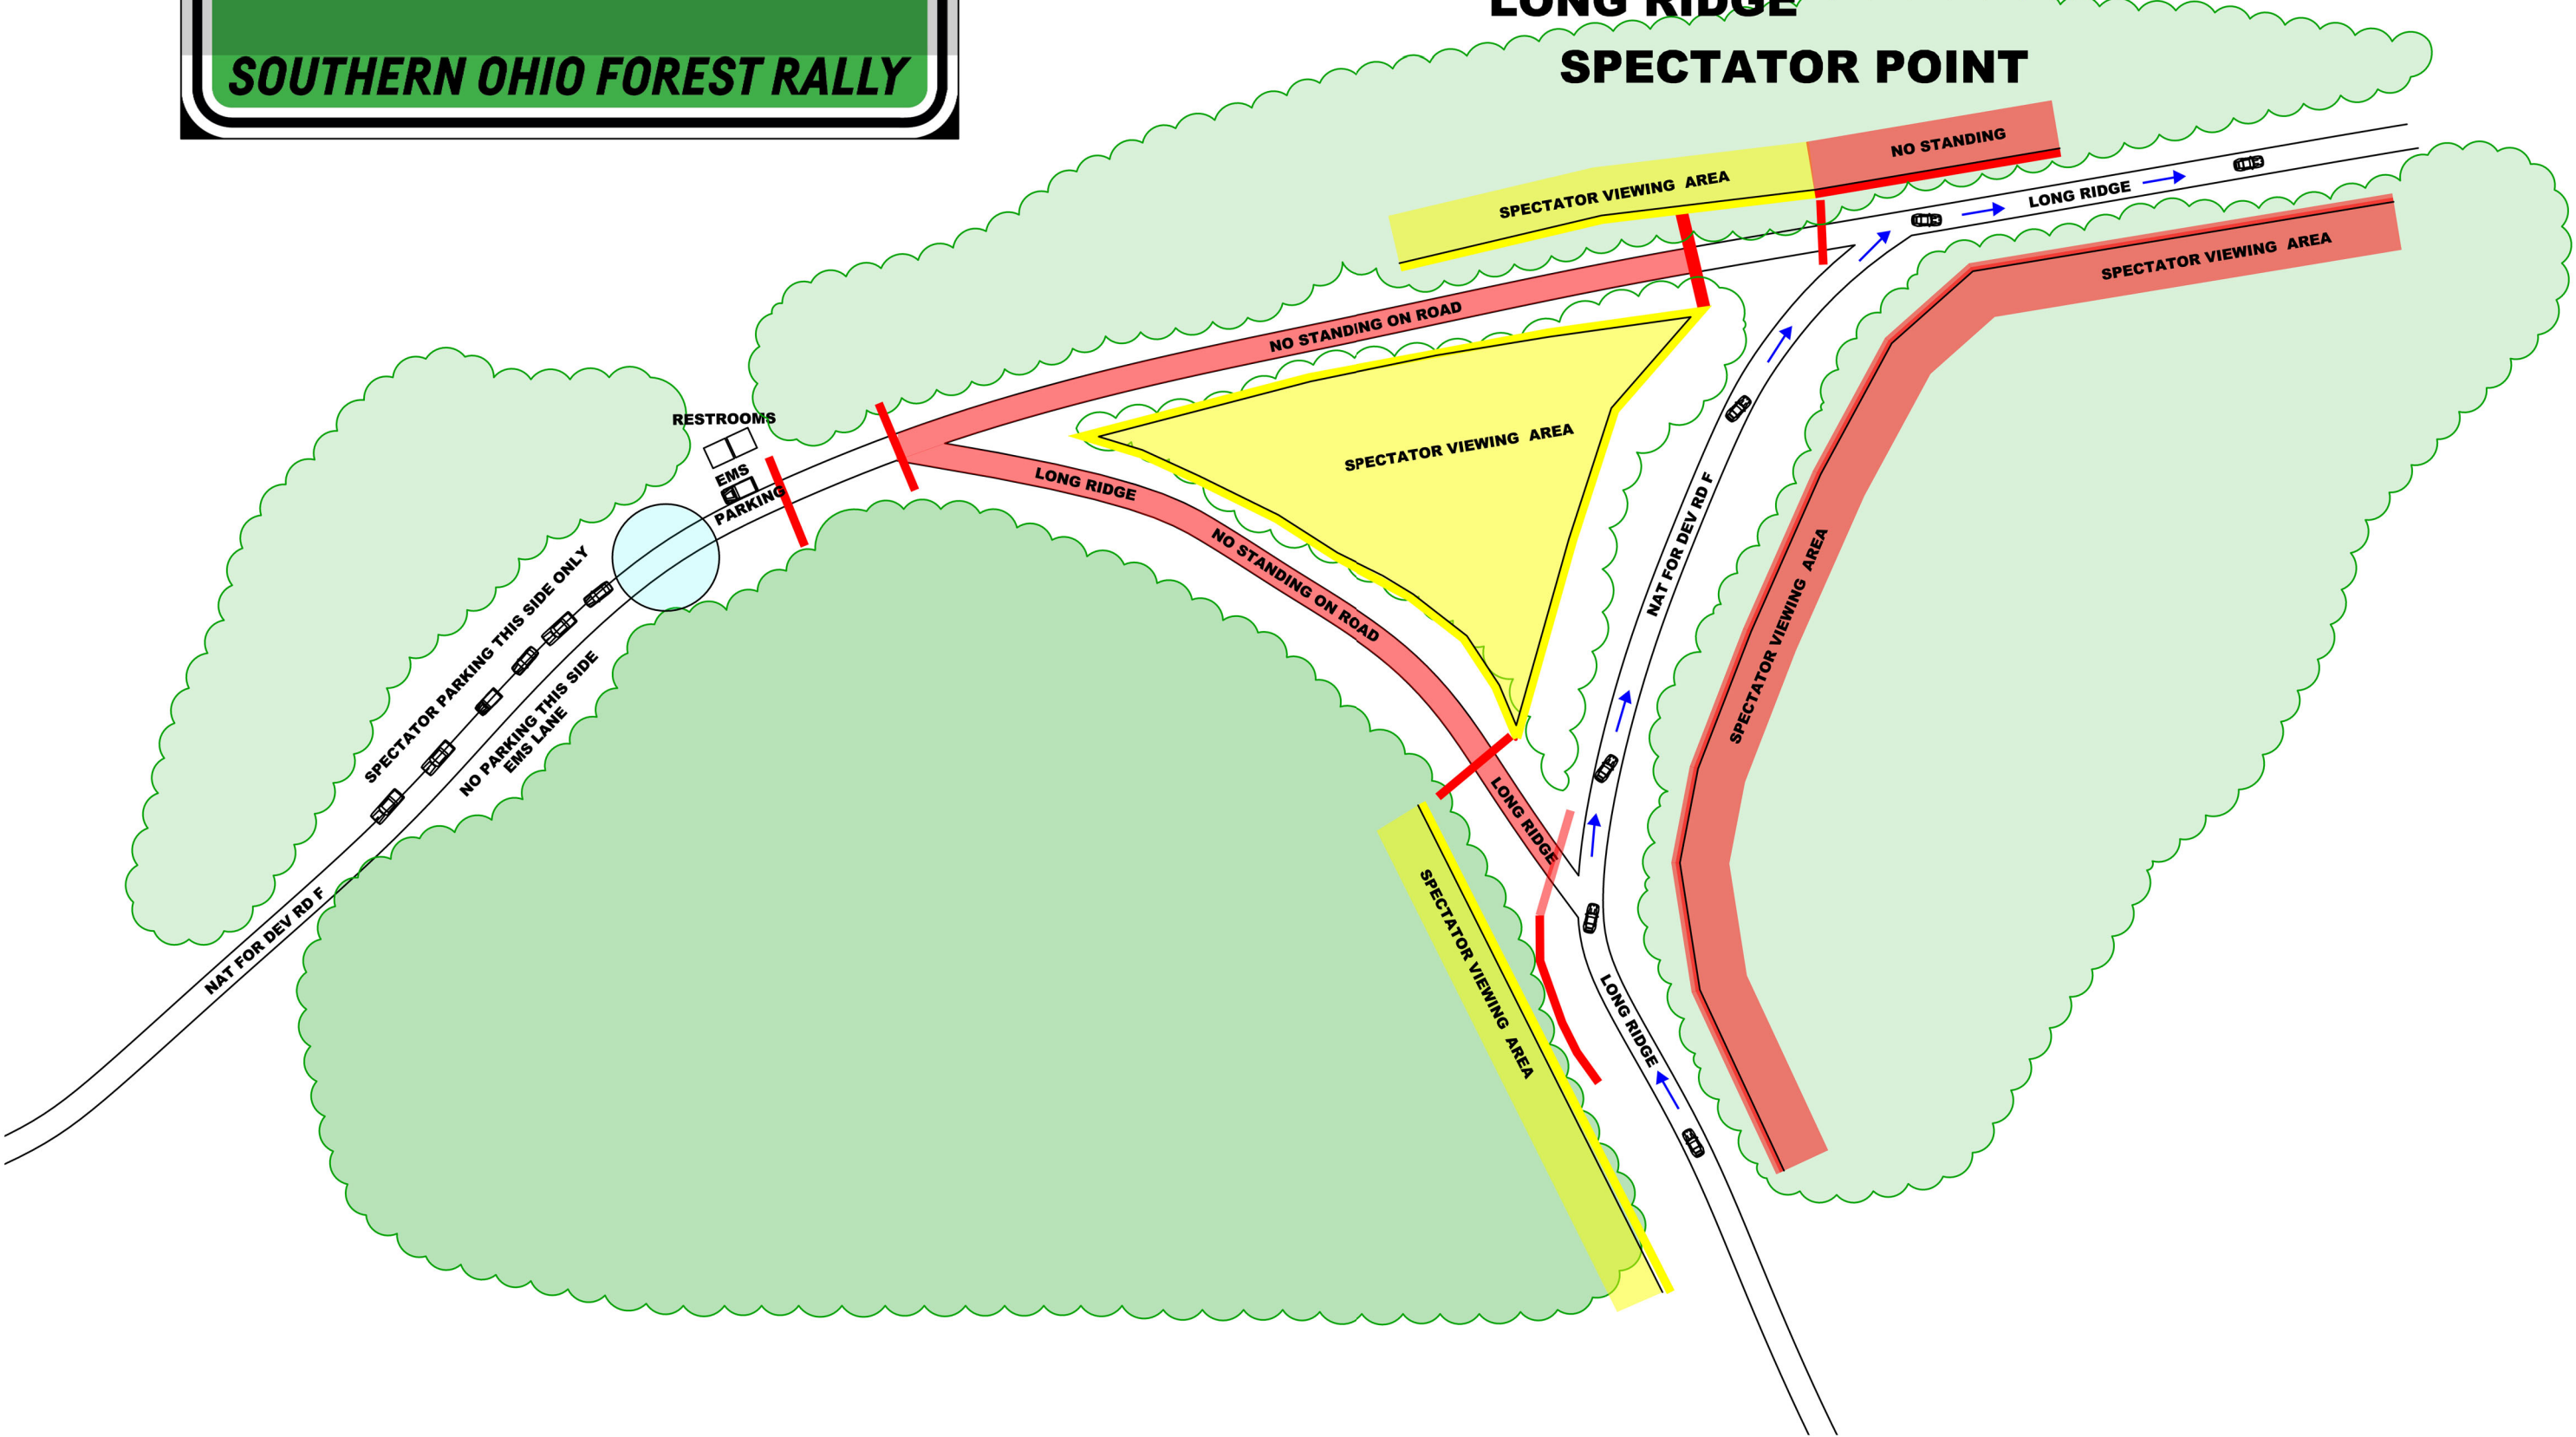 LONG RIDGE
SPECTATOR POINT
SOUTHERN OHIO FOREST RALLY
NO STANDING
SPECTATOR VIEWING AREA
LONG RIDGE
SPECTATOR VIEWING AREA
NO STANDING ON ROAD
RESTROOMS
EMS
PARKING
LONG RIDGE
SPECTATOR VIEWING AREA
NO STANDING ON ROAD
NAT FOR DEV RD F
SPECTATOR VIEWING AREA
SPECTATOR PARKING THIS SIDE ONLY
NO PARKING THIS SIDE
EMS LANE
LONG RIDGE
NAT FOR DEV RD F
SPECTATOR VIEWING AREA
LONG RIDGE